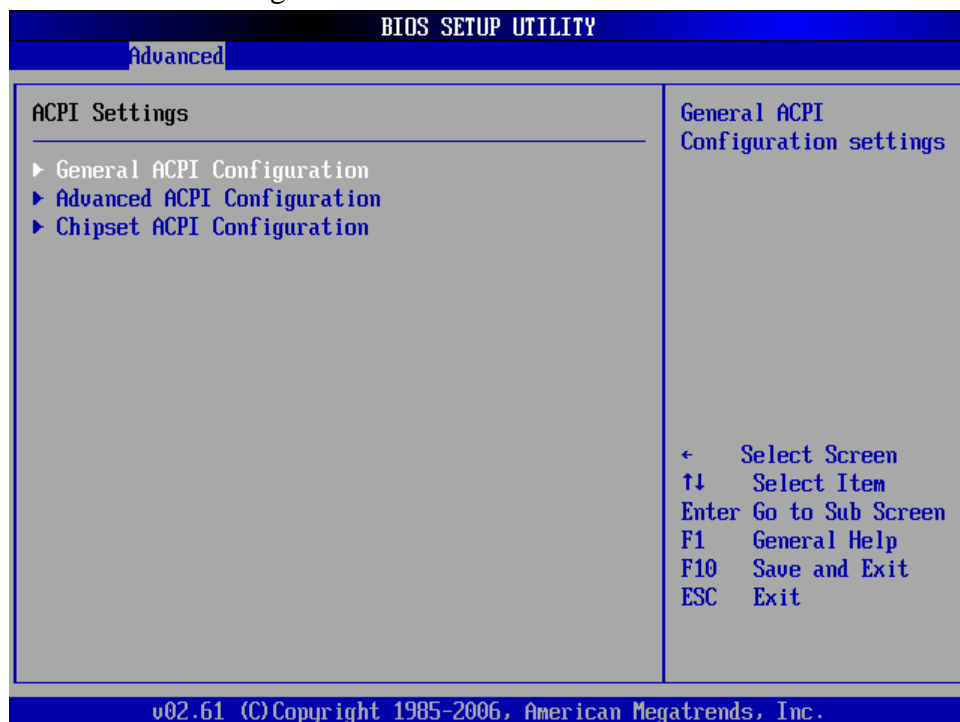 BIOS SETUP UTILITY
Advanced
ACPI Settings
▶ General ACPI Configuration
▶ Advanced ACPI Configuration
▶ Chipset ACPI Configuration
General ACPI
Configuration settings
← Select Screen
↑↓ Select Item
Enter Go to Sub Screen
F1 General Help
F10 Save and Exit
ESC Exit
v02.61 (C)Copyright 1985-2006, American Megatrends, Inc.